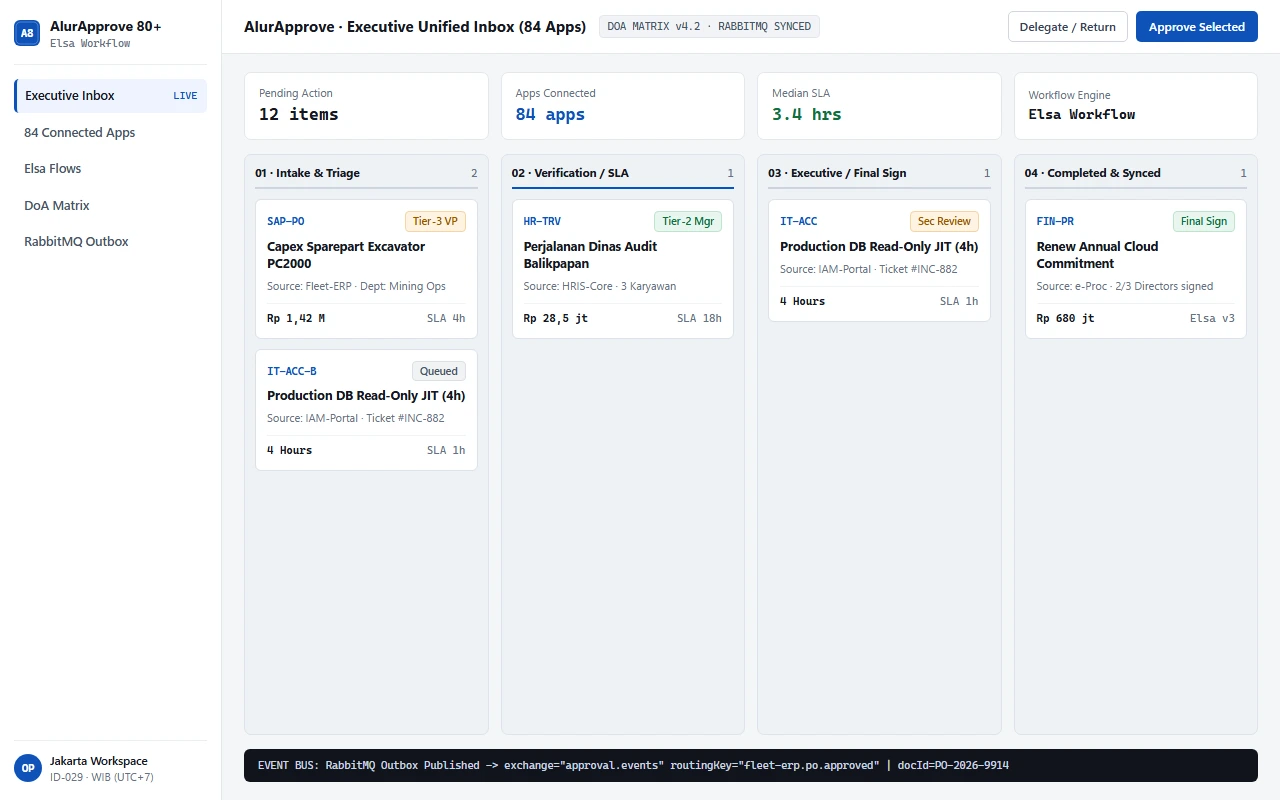 A8
AlurApprove 80+
Elsa Workflow
Executive Inbox
LIVE
84 Connected Apps
Elsa Flows
DoA Matrix
RabbitMQ Outbox
OP
Jakarta Workspace
ID-029 · WIB (UTC+7)
AlurApprove · Executive Unified Inbox (84 Apps)
DOA MATRIX v4.2 · RABBITMQ SYNCED
Delegate / Return
Approve Selected
Pending Action
12 items
Apps Connected
84 apps
Median SLA
3.4 hrs
Workflow Engine
Elsa Workflow
01 · Intake & Triage
2
SAP-PO
Tier-3 VP
Capex Sparepart Excavator
PC2000
Source: Fleet-ERP · Dept: Mining Ops
Rp 1,42 M
SLA 4h
IT-ACC-B
Queued
Production DB Read-Only JIT (4h)
Source: IAM-Portal · Ticket #INC-882
4 Hours
SLA 1h
02 · Verification / SLA
1
HR-TRV
Tier-2 Mgr
Perjalanan Dinas Audit
Balikpapan
Source: HRIS-Core · 3 Karyawan
Rp 28,5 jt
SLA 18h
03 · Executive / Final Sign
1
IT-ACC
Sec Review
Production DB Read-Only JIT (4h)
Source: IAM-Portal · Ticket #INC-882
4 Hours
SLA 1h
04 · Completed & Synced
1
FIN-PR
Final Sign
Renew Annual Cloud
Commitment
Source: e-Proc · 2/3 Directors signed
Rp 680 jt
Elsa v3
EVENT BUS: RabbitMQ Outbox Published -> exchange="approval.events" routingKey="fleet-erp.po.approved" | docId=PO-2026-9914